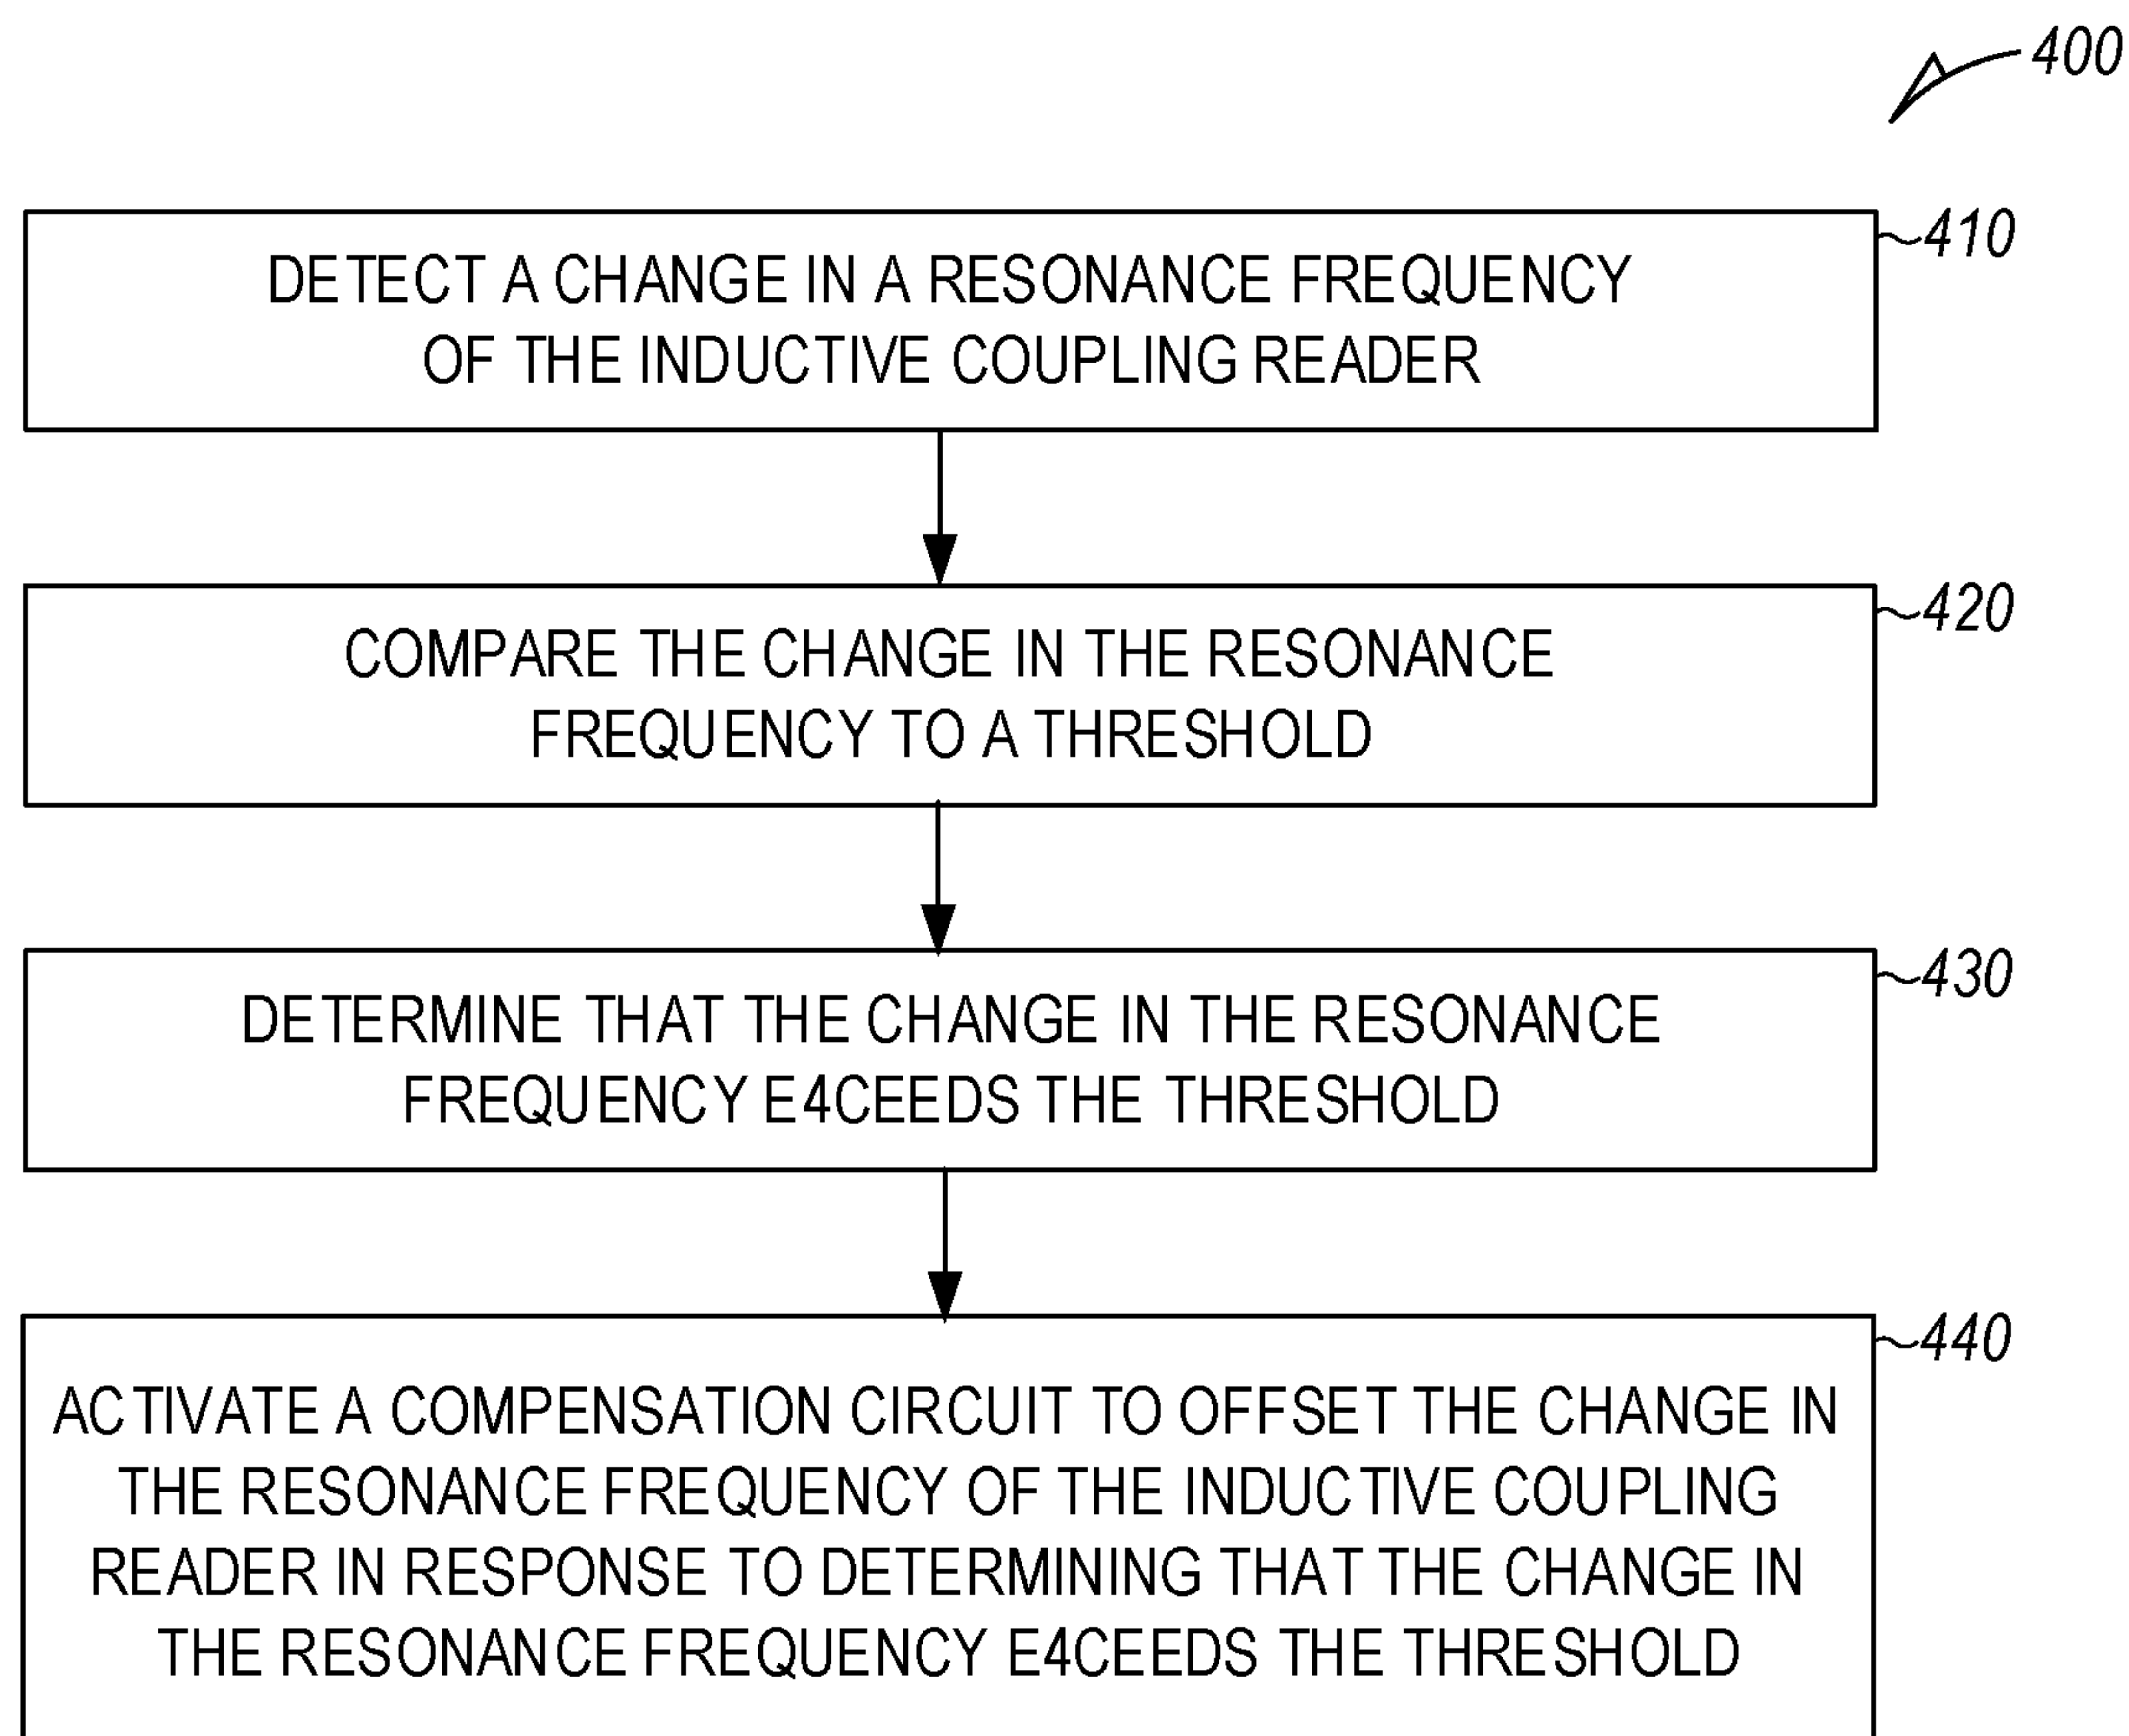 400
410
DETECT A CHANGE IN A RESONANCE FREQUENCY
OF THE INDUCTIVE COUPLING READER
420
COMPARE THE CHANGE IN THE RESONANCE
FREQUENCY TO A THRESHOLD
430
DETERMINE THAT THE CHANGE IN THE RESONANCE
FREQUENCY E4CEEDS THE THRESHOLD
440
ACTIVATE A COMPENSATION CIRCUIT TO OFFSET THE CHANGE IN
THE RESONANCE FREQUENCY OF THE INDUCTIVE COUPLING
READER IN RESPONSE TO DETERMINING THAT THE CHANGE IN
THE RESONANCE FREQUENCY E4CEEDS THE THRESHOLD